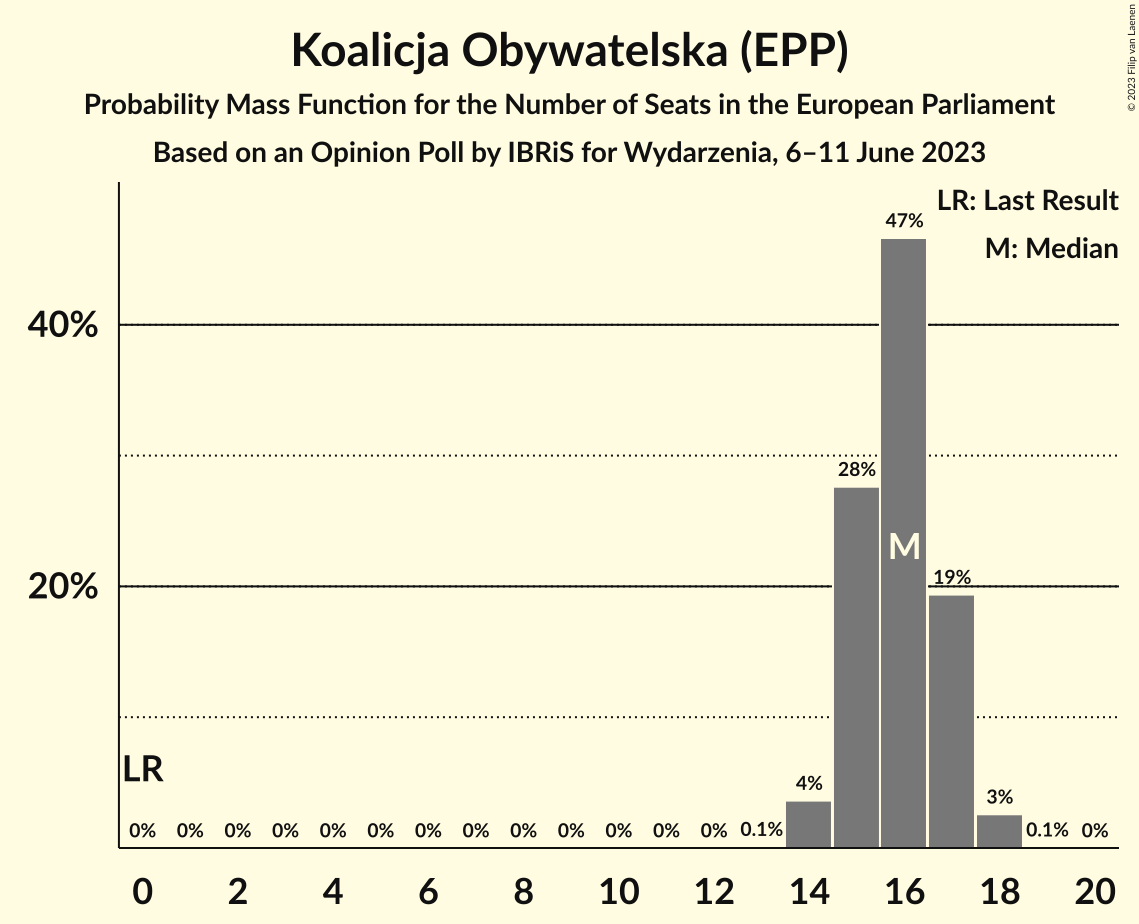 Koalicja Obywatelska (EPP)
Probability Mass Function for the Number of Seats in the European Parliament
Based on an Opinion Poll by IBRiS for Wydarzenia, 6–11 June 2023
© 2023 Filip van Laenen
LR: Last Result
M: Median
47%
40%
28%
M
20%
19%
LR
4%
3%
0% 0% 0% 0% 0% 0% 0% 0% 0% 0% 0% 0% 0% 0.1% 0.1% 0%
0 2 4 6 8 10 12 14 16 18 20